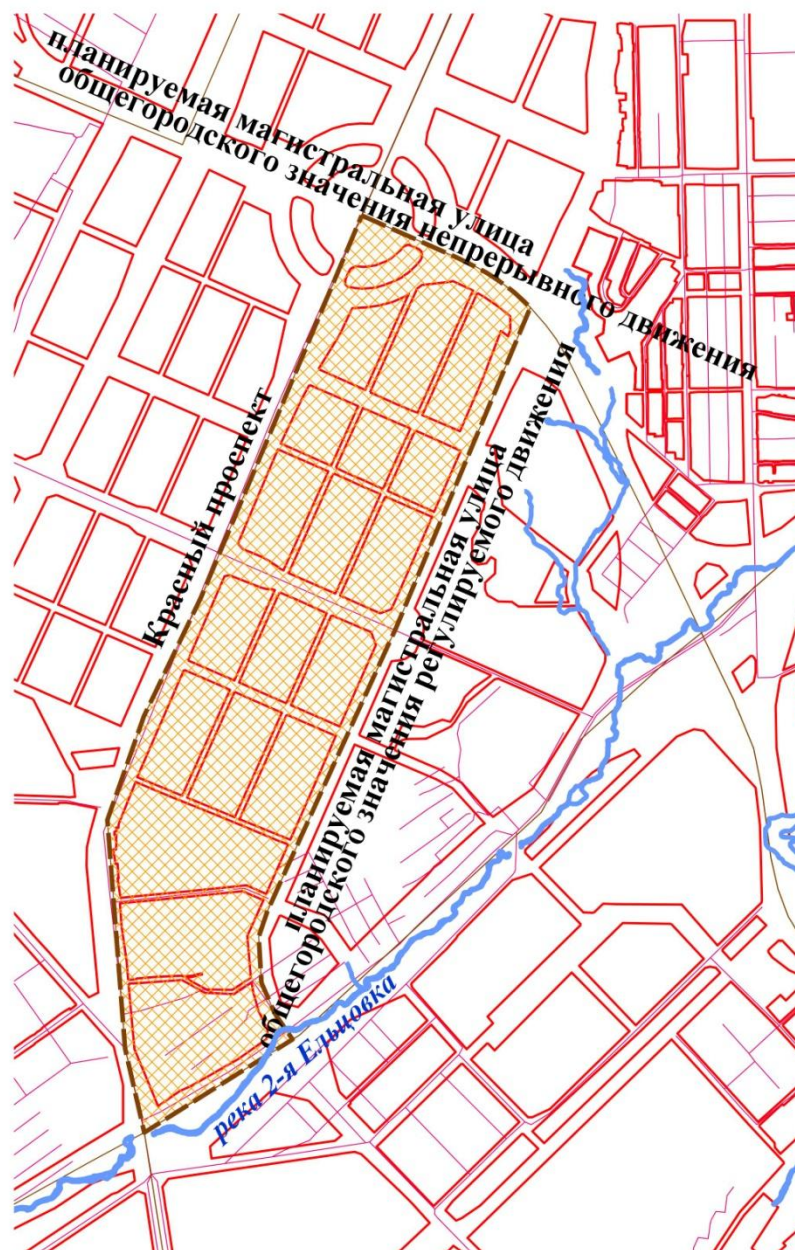 планируемая магистральная улица
общегородского значения непрерывного движения
Красный проспект
планируемая магистральная улица
общегородского значения регулируемого движения
река 2-я Ельцовка